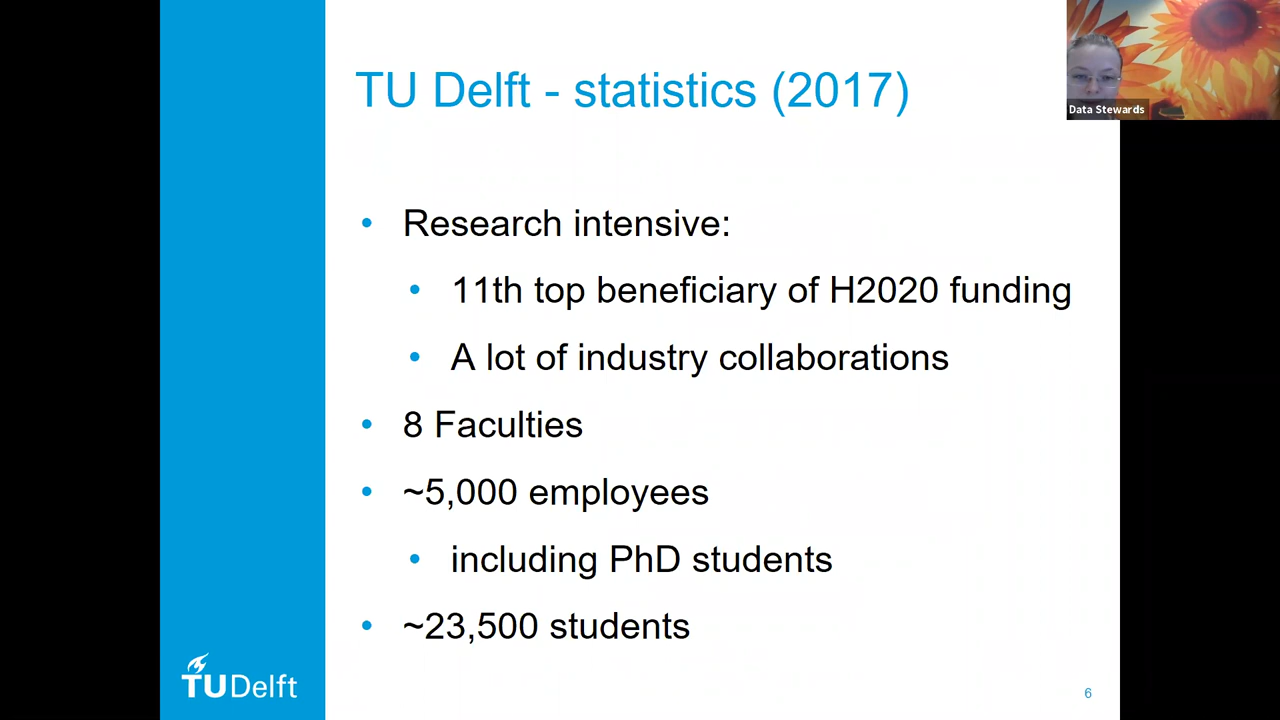 TU Delft - statistics (2017)
Data Stewards
• Research intensive:
• 11th top beneficiary of H2020 funding
• A lot of industry collaborations
• 8 Faculties
• ~5,000 employees
• including PhD students
• ~23,500 students
TUDelft
6